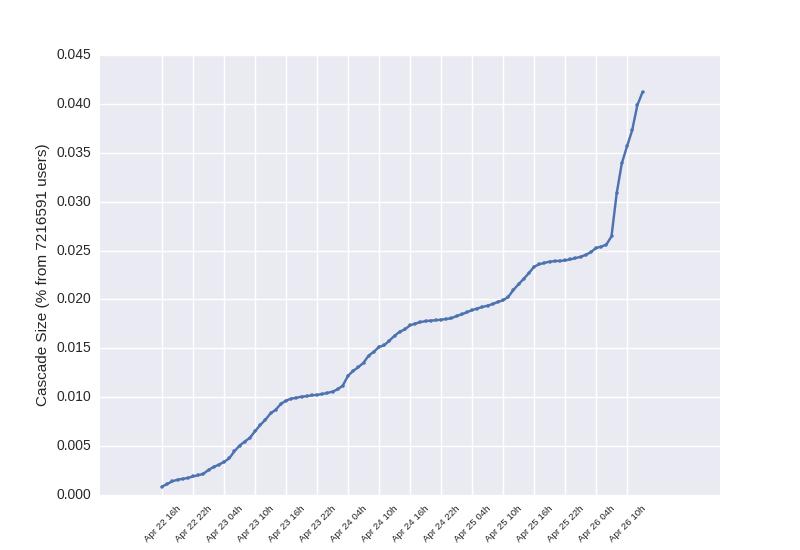 0.045
0.040
0.035
0.030
0.025
0.020
0.015
0.010
0.005
0.000
Cascade Size (% from 7216591 users)
Apr 22 16h
Apr 22 22h
Apr 23 04h
Apr 23 10h
Apr 23 16h
Apr 23 22h
Apr 24 04h
Apr 24 10h
Apr 24 16h
Apr 24 22h
Apr 25 04h
Apr 25 10h
Apr 25 16h
Apr 25 22h
Apr 26 04h
Apr 26 10h